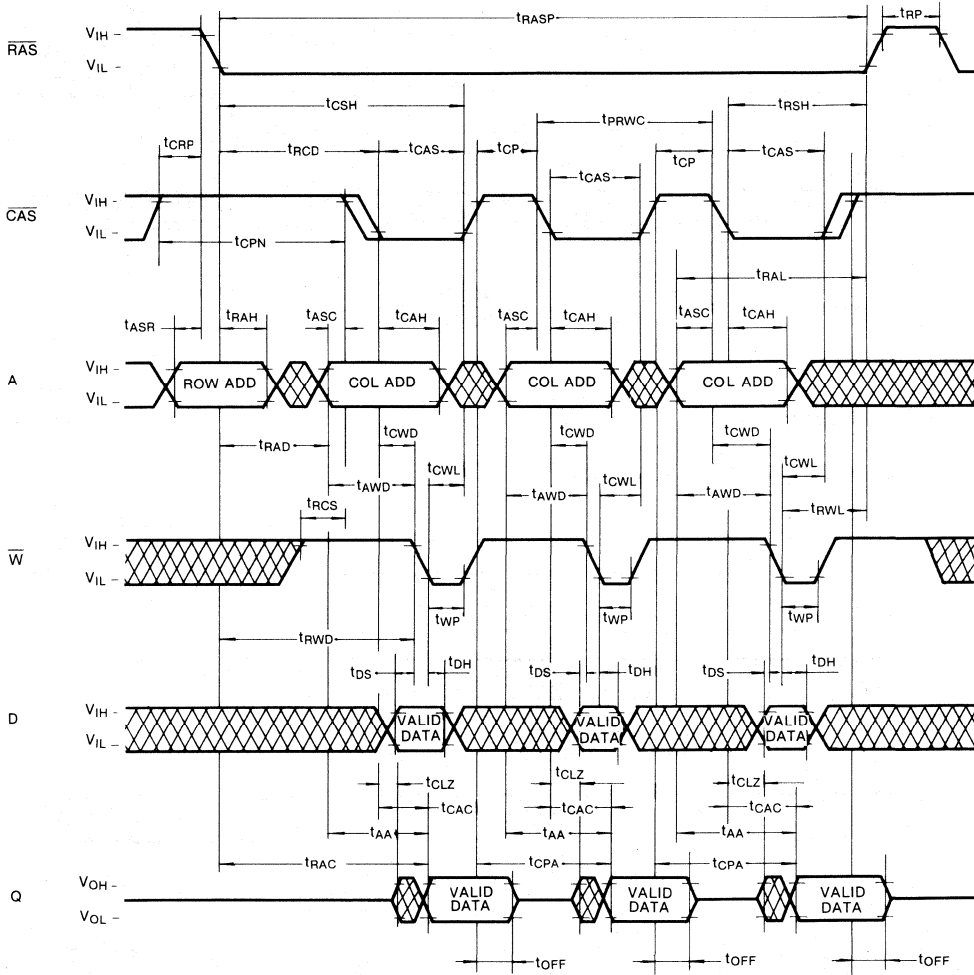 tRASP
tRP
RAS
VIH
VIL
tCSH
tRSH
tPRWC
tCRP
tRCD
tCAS
tCP
tCP
tCAS
tCAS
CAS
VIH
VIL
tCPN
tRAL
tASR
tRAH
tASC
tCAH
tASC
tCAH
tASC
tCAH
A
VIH
VIL
ROW ADD
COL ADD
COL ADD
COL ADD
tCWD
tCWD
tCWD
tRAD
tCWL
tCWL
tCWL
tAWD
tAWD
tAWD
tRCS
tRWL
W
VIH
VIL
tWP
tWP
tWP
tRWD
tDS
tDH
tDS
tDH
tDS
tDH
D
VIH
VIL
VALID DATA
VALID DATA
VALID DATA
tCLZ
tCLZ
tCLZ
tCAC
tCAC
tCAC
tAA
tAA
tAA
tRAC
tCPA
tCPA
Q
VOH
VOL
VALID DATA
VALID DATA
VALID DATA
tOFF
tOFF
tOFF